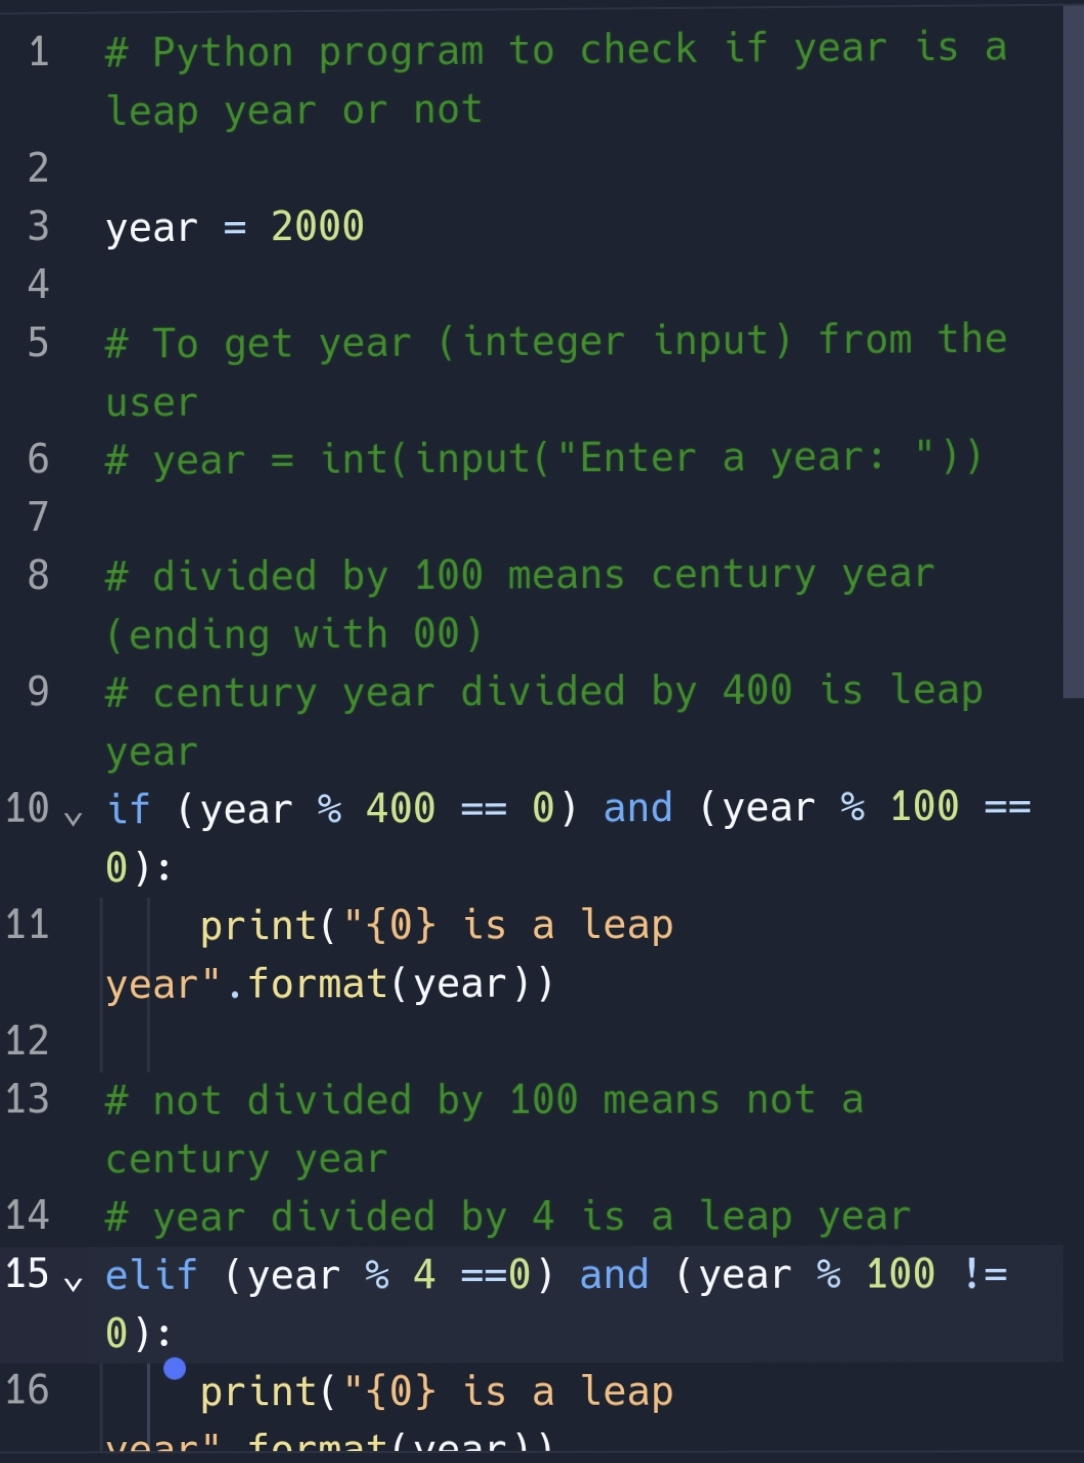 1 # Python program to check if year is a
leap year or not
2
3 year = 2000
4
5 # To get year (integer input) from the
user
6 # year = int(input("Enter a year: "))
7
8 # divided by 100 means century year
(ending with 00)
9 # century year divided by 400 is leap
year
10 if (year % 400 == 0) and (year % 100 ==
0):
11 print("{0} is a leap
year".format(year))
12
13 # not divided by 100 means not a
century year
14 # year divided by 4 is a leap year
15 elif (year % 4 ==0) and (year % 100 !=
0):
16 print("{0} is a leap
year".format(year))